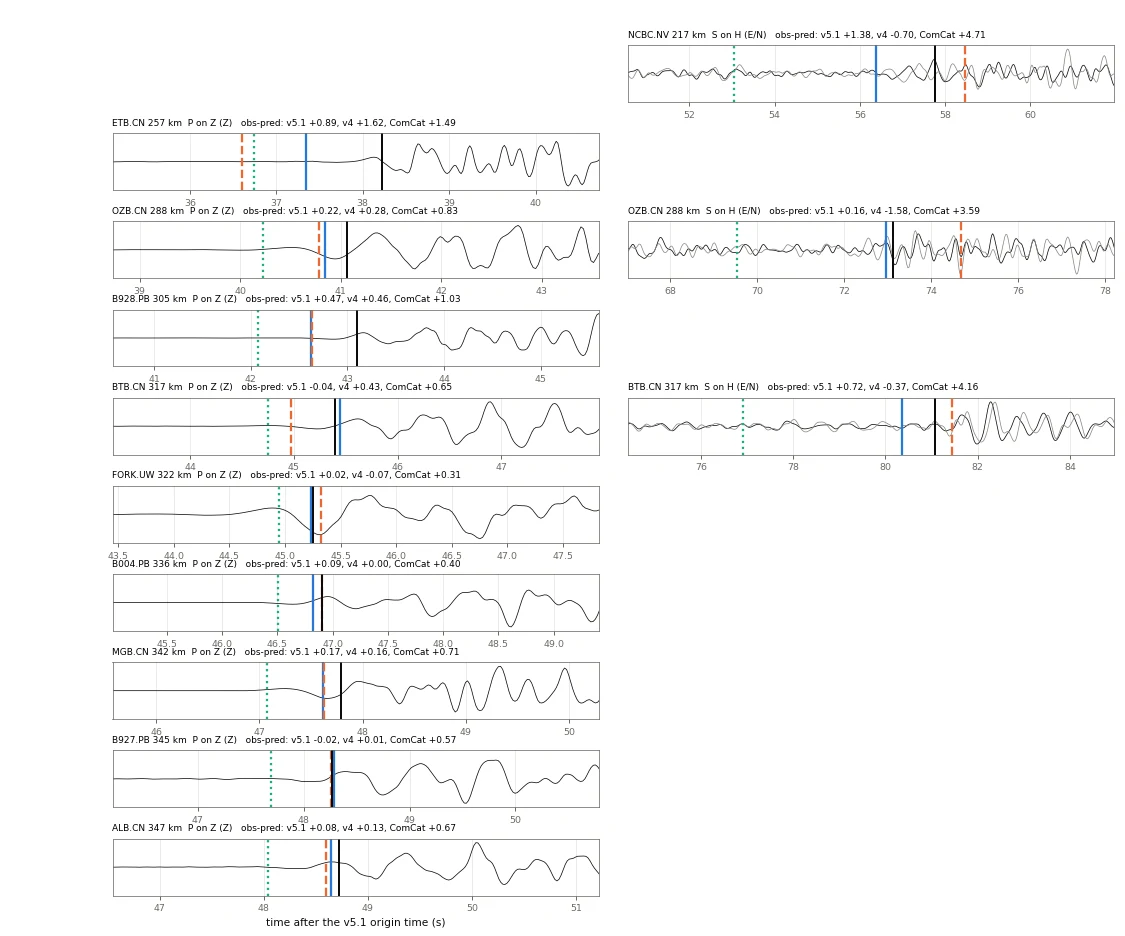 NCBC.NV 217 km  S on H (E/N)   obs-pred: v5.1 +1.38, v4 -0.70, ComCat +4.71
52 54 56 58 60
ETB.CN 257 km  P on Z (Z)   obs-pred: v5.1 +0.89, v4 +1.62, ComCat +1.49
36 37 38 39 40
OZB.CN 288 km  P on Z (Z)   obs-pred: v5.1 +0.22, v4 +0.28, ComCat +0.83
39 40 41 42 43
OZB.CN 288 km  S on H (E/N)   obs-pred: v5.1 +0.16, v4 -1.58, ComCat +3.59
68 70 72 74 76 78
B928.PB 305 km  P on Z (Z)   obs-pred: v5.1 +0.47, v4 +0.46, ComCat +1.03
41 42 43 44 45
BTB.CN 317 km  P on Z (Z)   obs-pred: v5.1 -0.04, v4 +0.43, ComCat +0.65
44 45 46 47
BTB.CN 317 km  S on H (E/N)   obs-pred: v5.1 +0.72, v4 -0.37, ComCat +4.16
76 78 80 82 84
FORK.UW 322 km  P on Z (Z)   obs-pred: v5.1 +0.02, v4 -0.07, ComCat +0.31
43.5 44.0 44.5 45.0 45.5 46.0 46.5 47.0 47.5
B004.PB 336 km  P on Z (Z)   obs-pred: v5.1 +0.09, v4 +0.00, ComCat +0.40
45.5 46.0 46.5 47.0 47.5 48.0 48.5 49.0
MGB.CN 342 km  P on Z (Z)   obs-pred: v5.1 +0.17, v4 +0.16, ComCat +0.71
46 47 48 49 50
B927.PB 345 km  P on Z (Z)   obs-pred: v5.1 -0.02, v4 +0.01, ComCat +0.57
47 48 49 50
ALB.CN 347 km  P on Z (Z)   obs-pred: v5.1 +0.08, v4 +0.13, ComCat +0.67
47 48 49 50 51
time after the v5.1 origin time (s)